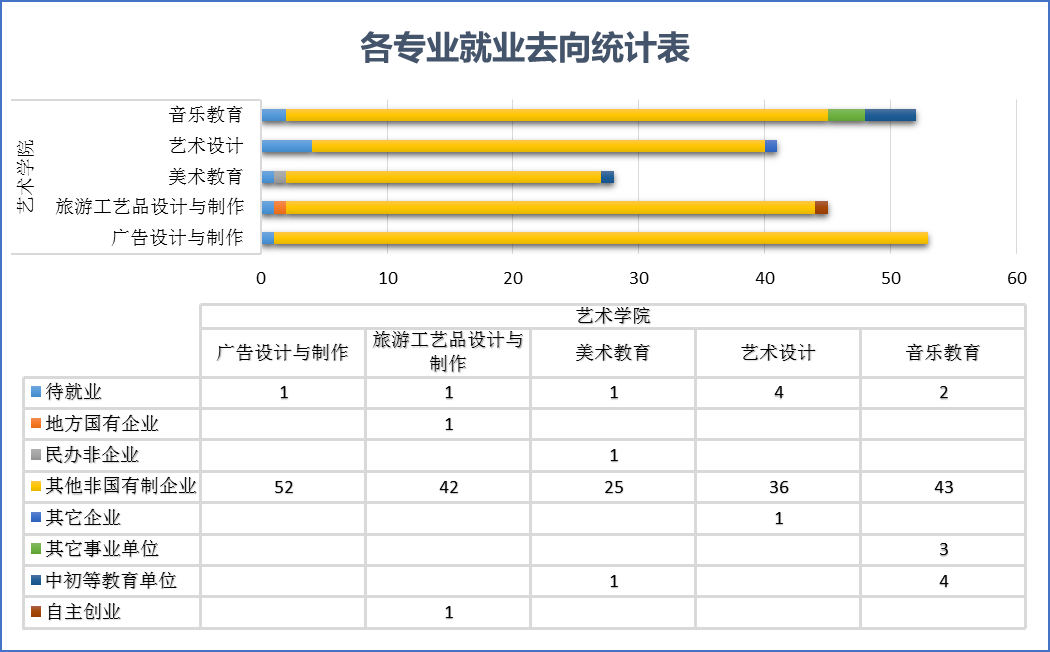 各专业就业去向统计表
艺术学院
音乐教育
艺术设计
美术教育
旅游工艺品设计与制作
广告设计与制作
0 10 20 30 40 50 60
艺术学院
广告设计与制作 旅游工艺品设计与制作 美术教育 艺术设计 音乐教育
待就业 1 1 1 4 2
地方国有企业 1
民办非企业 1
其他非国有制企业 52 42 25 36 43
其它企业 1
其它事业单位 3
中初等教育单位 1 4
自主创业 1